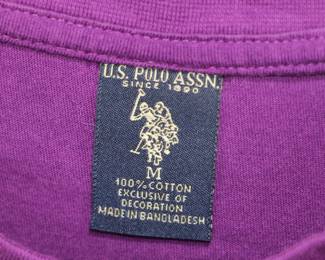 U.S. POLO ASSN.
SINCE 1890
M
100% COTTON
EXCLUSIVE OF
DECORATION
MADE IN BANGLADESH